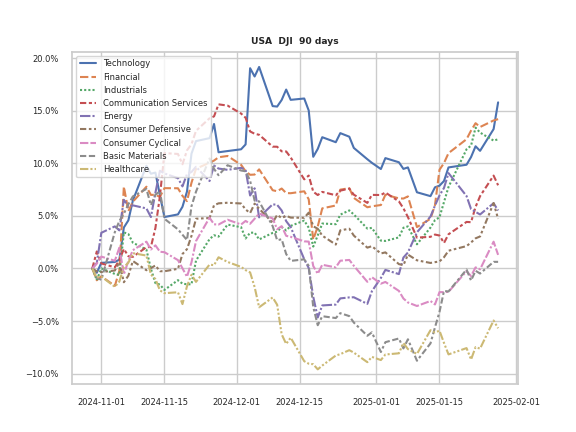 USA DJI 90 days
20.0%
15.0%
10.0%
5.0%
0.0%
−5.0%
−10.0%
Technology
Financial
Industrials
Communication Services
Energy
Consumer Defensive
Consumer Cyclical
Basic Materials
Healthcare
2024-11-01 2024-11-15 2024-12-01 2024-12-15 2025-01-01 2025-01-15 2025-02-01